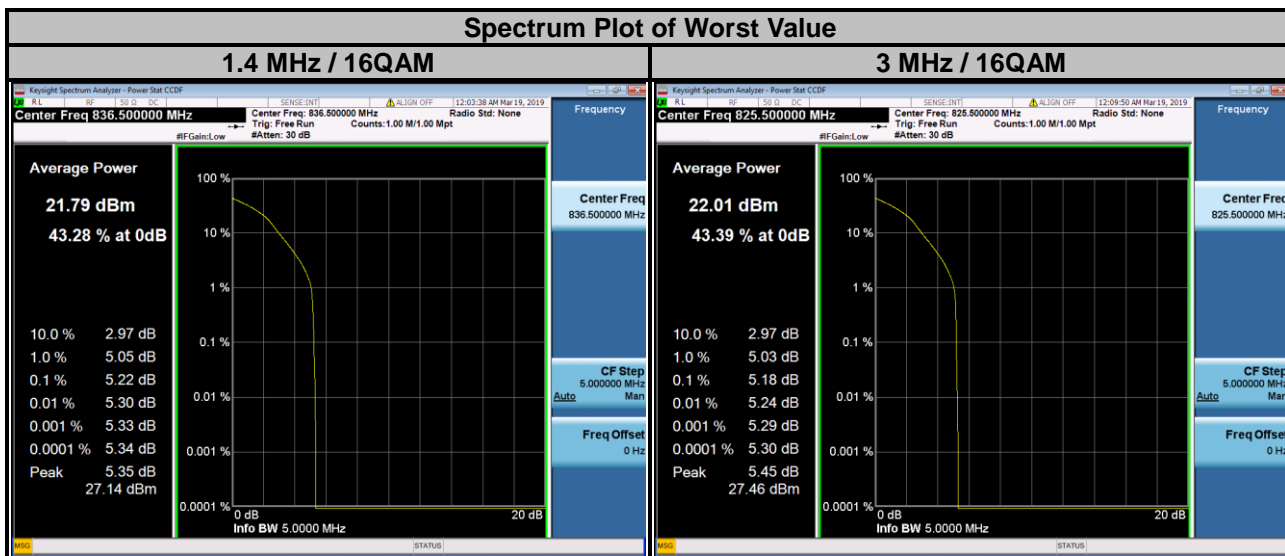 Spectrum Plot of Worst Value
1.4 MHz / 16QAM
Keysight Spectrum Analyzer - Power Stat CCDF
RL RF 50 Ω DC SENSE:INT ALIGN OFF 12:03:38 AM Mar 19, 2019
Center Freq 836.500000 MHz
Center Freq: 836.500000 MHz Radio Std: None
Trig: Free Run Counts:1.00 M/1.00 Mpt
#IFGain:Low #Atten: 30 dB
Frequency
Average Power
21.79 dBm
43.28 % at 0dB
10.0 % 2.97 dB
1.0 % 5.05 dB
0.1 % 5.22 dB
0.01 % 5.30 dB
0.001 % 5.33 dB
0.0001 % 5.34 dB
Peak 5.35 dB
27.14 dBm
100 %
10 %
1 %
0.1 %
0.01 %
0.001 %
0.0001 %
0 dB 20 dB
Info BW 5.0000 MHz
Center Freq
836.500000 MHz
CF Step
5.000000 MHz
Auto Man
Freq Offset
0 Hz
MSG STATUS
3 MHz / 16QAM
Keysight Spectrum Analyzer - Power Stat CCDF
RL RF 50 Ω DC SENSE:INT ALIGN OFF 12:09:50 AM Mar 19, 2019
Center Freq 825.500000 MHz
Center Freq: 825.500000 MHz Radio Std: None
Trig: Free Run Counts:1.00 M/1.00 Mpt
#IFGain:Low #Atten: 30 dB
Frequency
Average Power
22.01 dBm
43.39 % at 0dB
10.0 % 2.97 dB
1.0 % 5.03 dB
0.1 % 5.18 dB
0.01 % 5.24 dB
0.001 % 5.29 dB
0.0001 % 5.30 dB
Peak 5.45 dB
27.46 dBm
100 %
10 %
1 %
0.1 %
0.01 %
0.001 %
0.0001 %
0 dB 20 dB
Info BW 5.0000 MHz
Center Freq
825.500000 MHz
CF Step
5.000000 MHz
Auto Man
Freq Offset
0 Hz
MSG STATUS